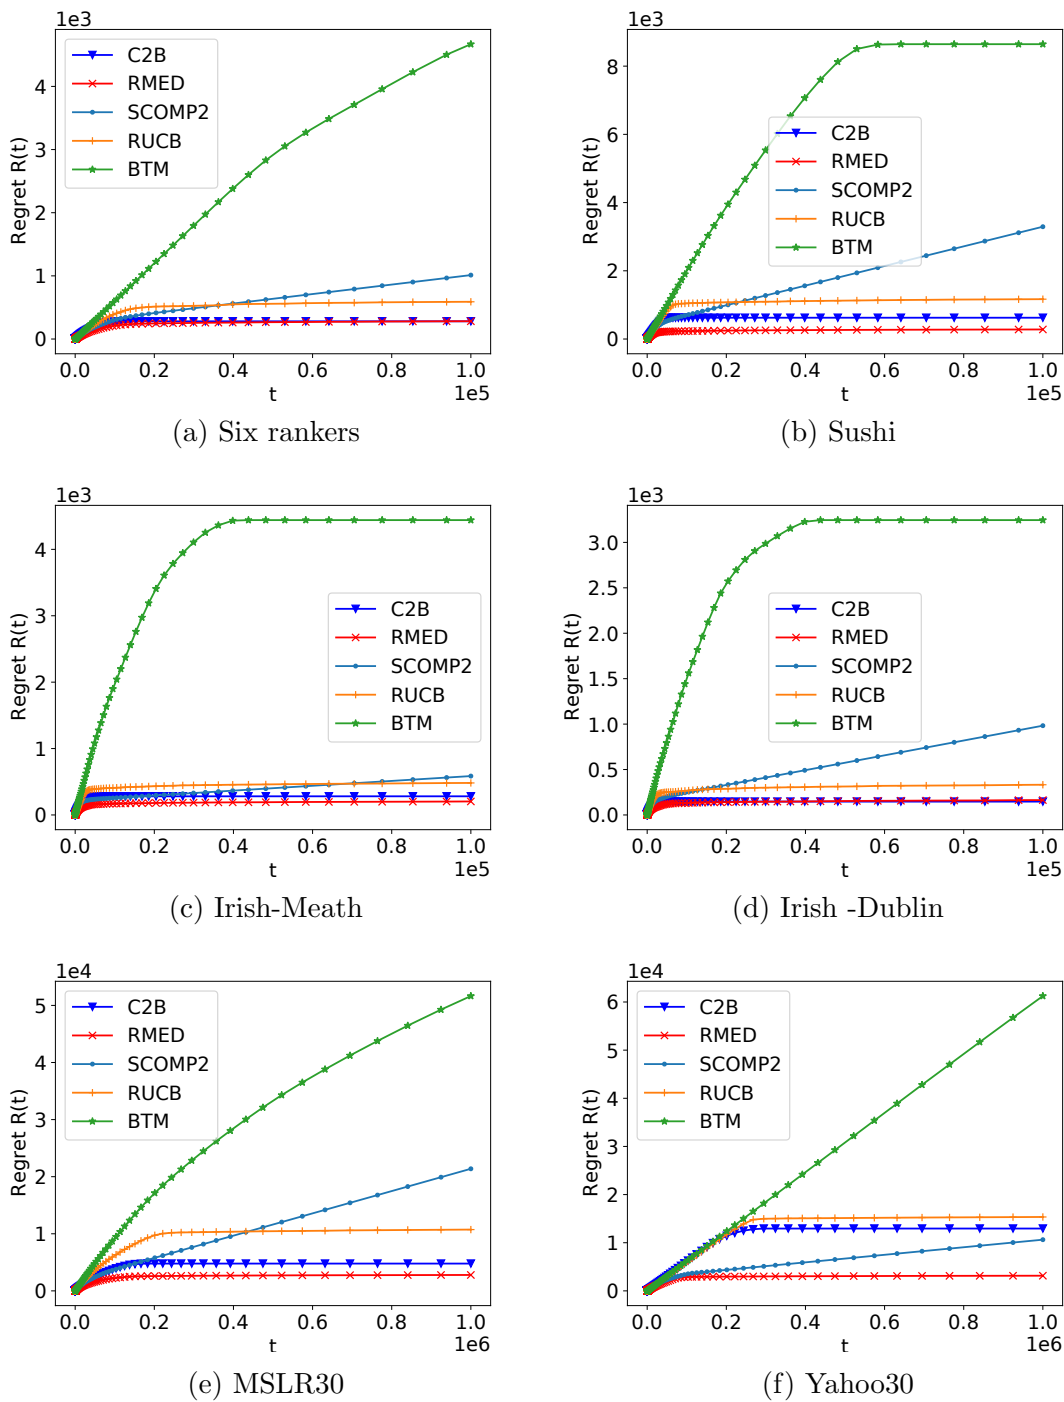 1e3
4
3
2
1
0
Regret R(t)
C2B
RMED
SCOMP2
RUCB
BTM
0.0 0.2 0.4 0.6 0.8 1.0
t
1e5
(a) Six rankers
1e3
8
6
4
2
0
Regret R(t)
C2B
RMED
SCOMP2
RUCB
BTM
0.0 0.2 0.4 0.6 0.8 1.0
t
1e5
(b) Sushi
1e3
4
3
2
1
0
Regret R(t)
C2B
RMED
SCOMP2
RUCB
BTM
0.0 0.2 0.4 0.6 0.8 1.0
t
1e5
(c) Irish-Meath
1e3
3.0
2.5
2.0
1.5
1.0
0.5
0.0
Regret R(t)
C2B
RMED
SCOMP2
RUCB
BTM
0.0 0.2 0.4 0.6 0.8 1.0
t
1e5
(d) Irish -Dublin
1e4
5
4
3
2
1
0
Regret R(t)
C2B
RMED
SCOMP2
RUCB
BTM
0.0 0.2 0.4 0.6 0.8 1.0
t
1e6
(e) MSLR30
1e4
6
5
4
3
2
1
0
Regret R(t)
C2B
RMED
SCOMP2
RUCB
BTM
0.0 0.2 0.4 0.6 0.8 1.0
t
1e6
(f) Yahoo30